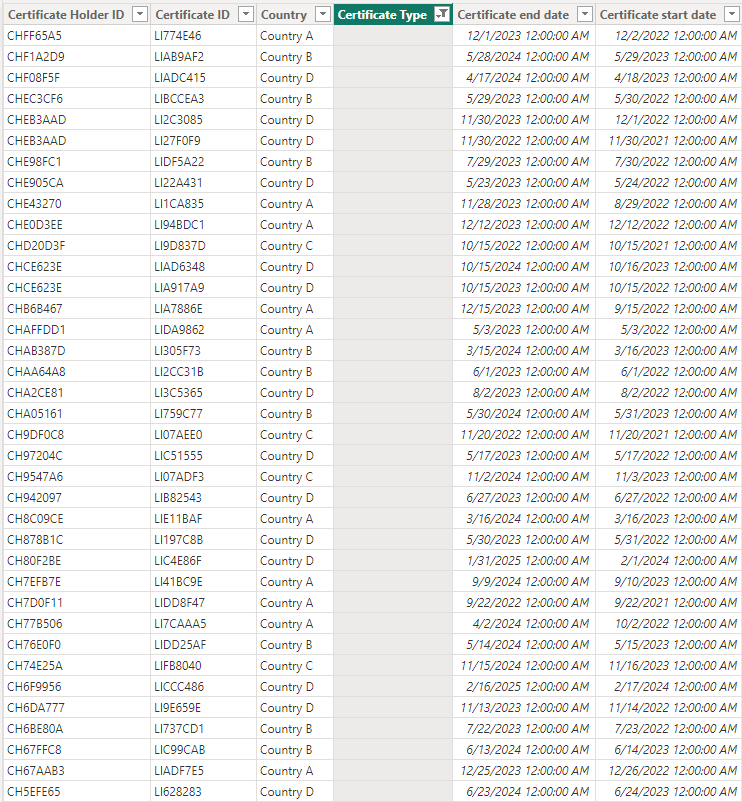 Certificate Holder ID Certificate ID Country Certificate Type Certificate end date Certificate start date
CHFF65A5 LI774E46 Country A 12/1/2023 12:00:00 AM 12/2/2022 12:00:00 AM
CHF1A2D9 LIAB9AF2 Country B 5/28/2024 12:00:00 AM 5/29/2023 12:00:00 AM
CHF08F5F LIADC415 Country D 4/17/2024 12:00:00 AM 4/18/2023 12:00:00 AM
CHEC3CF6 LIBCCEA3 Country B 5/29/2023 12:00:00 AM 5/30/2022 12:00:00 AM
CHEB3AAD LI2C3085 Country D 11/30/2023 12:00:00 AM 12/1/2022 12:00:00 AM
CHEB3AAD LI27F0F9 Country D 11/30/2022 12:00:00 AM 11/30/2021 12:00:00 AM
CHE98FC1 LIDF5A22 Country B 7/29/2023 12:00:00 AM 7/30/2022 12:00:00 AM
CHE905CA LI22A431 Country D 5/23/2023 12:00:00 AM 5/24/2022 12:00:00 AM
CHE43270 LI1CA835 Country A 11/28/2023 12:00:00 AM 8/29/2022 12:00:00 AM
CHE0D3EE LI94BDC1 Country A 12/12/2023 12:00:00 AM 12/12/2022 12:00:00 AM
CHD20D3F LI9D837D Country C 10/15/2022 12:00:00 AM 10/15/2021 12:00:00 AM
CHCE623E LIAD6348 Country D 10/15/2024 12:00:00 AM 10/16/2023 12:00:00 AM
CHCE623E LIA917A9 Country D 10/15/2023 12:00:00 AM 10/15/2022 12:00:00 AM
CHB6B467 LIA7886E Country A 12/15/2023 12:00:00 AM 9/15/2022 12:00:00 AM
CHAFFDD1 LIDA9862 Country A 5/3/2023 12:00:00 AM 5/3/2022 12:00:00 AM
CHAB387D LI305F73 Country B 3/15/2024 12:00:00 AM 3/16/2023 12:00:00 AM
CHAA64A8 LI2CC31B Country B 6/1/2023 12:00:00 AM 6/1/2022 12:00:00 AM
CHA2CE81 LI3C5365 Country D 8/2/2023 12:00:00 AM 8/2/2022 12:00:00 AM
CHA05161 LI759C77 Country B 5/30/2024 12:00:00 AM 5/31/2023 12:00:00 AM
CH9DF0C8 LI07AEE0 Country C 11/20/2022 12:00:00 AM 11/20/2021 12:00:00 AM
CH97204C LIC51555 Country D 5/17/2023 12:00:00 AM 5/17/2022 12:00:00 AM
CH9547A6 LI07ADF3 Country C 11/2/2024 12:00:00 AM 11/3/2023 12:00:00 AM
CH942097 LIB82543 Country D 6/27/2023 12:00:00 AM 6/27/2022 12:00:00 AM
CH8C09CE LIE11BAF Country A 3/16/2024 12:00:00 AM 3/16/2023 12:00:00 AM
CH878B1C LI197C8B Country D 5/30/2023 12:00:00 AM 5/31/2022 12:00:00 AM
CH80F2BE LIC4E86F Country D 1/31/2025 12:00:00 AM 2/1/2024 12:00:00 AM
CH7EFB7E LI41BC9E Country A 9/9/2024 12:00:00 AM 9/10/2023 12:00:00 AM
CH7D0F11 LIDD8F47 Country A 9/22/2022 12:00:00 AM 9/22/2021 12:00:00 AM
CH77B506 LI7CAAA5 Country A 4/2/2024 12:00:00 AM 10/2/2022 12:00:00 AM
CH76E0F0 LIDD25AF Country B 5/14/2024 12:00:00 AM 5/15/2023 12:00:00 AM
CH74E25A LIFB8040 Country C 11/15/2024 12:00:00 AM 11/16/2023 12:00:00 AM
CH6F9956 LICCC486 Country D 2/16/2025 12:00:00 AM 2/17/2024 12:00:00 AM
CH6DA777 LI9E659E Country D 11/13/2023 12:00:00 AM 11/14/2022 12:00:00 AM
CH6BE80A LI737CD1 Country B 7/22/2023 12:00:00 AM 7/23/2022 12:00:00 AM
CH67FFC8 LIC99CAB Country B 6/13/2024 12:00:00 AM 6/14/2023 12:00:00 AM
CH67AAB3 LIADF7E5 Country A 12/25/2023 12:00:00 AM 12/26/2022 12:00:00 AM
CH5EFE65 LI628283 Country D 6/23/2024 12:00:00 AM 6/24/2023 12:00:00 AM